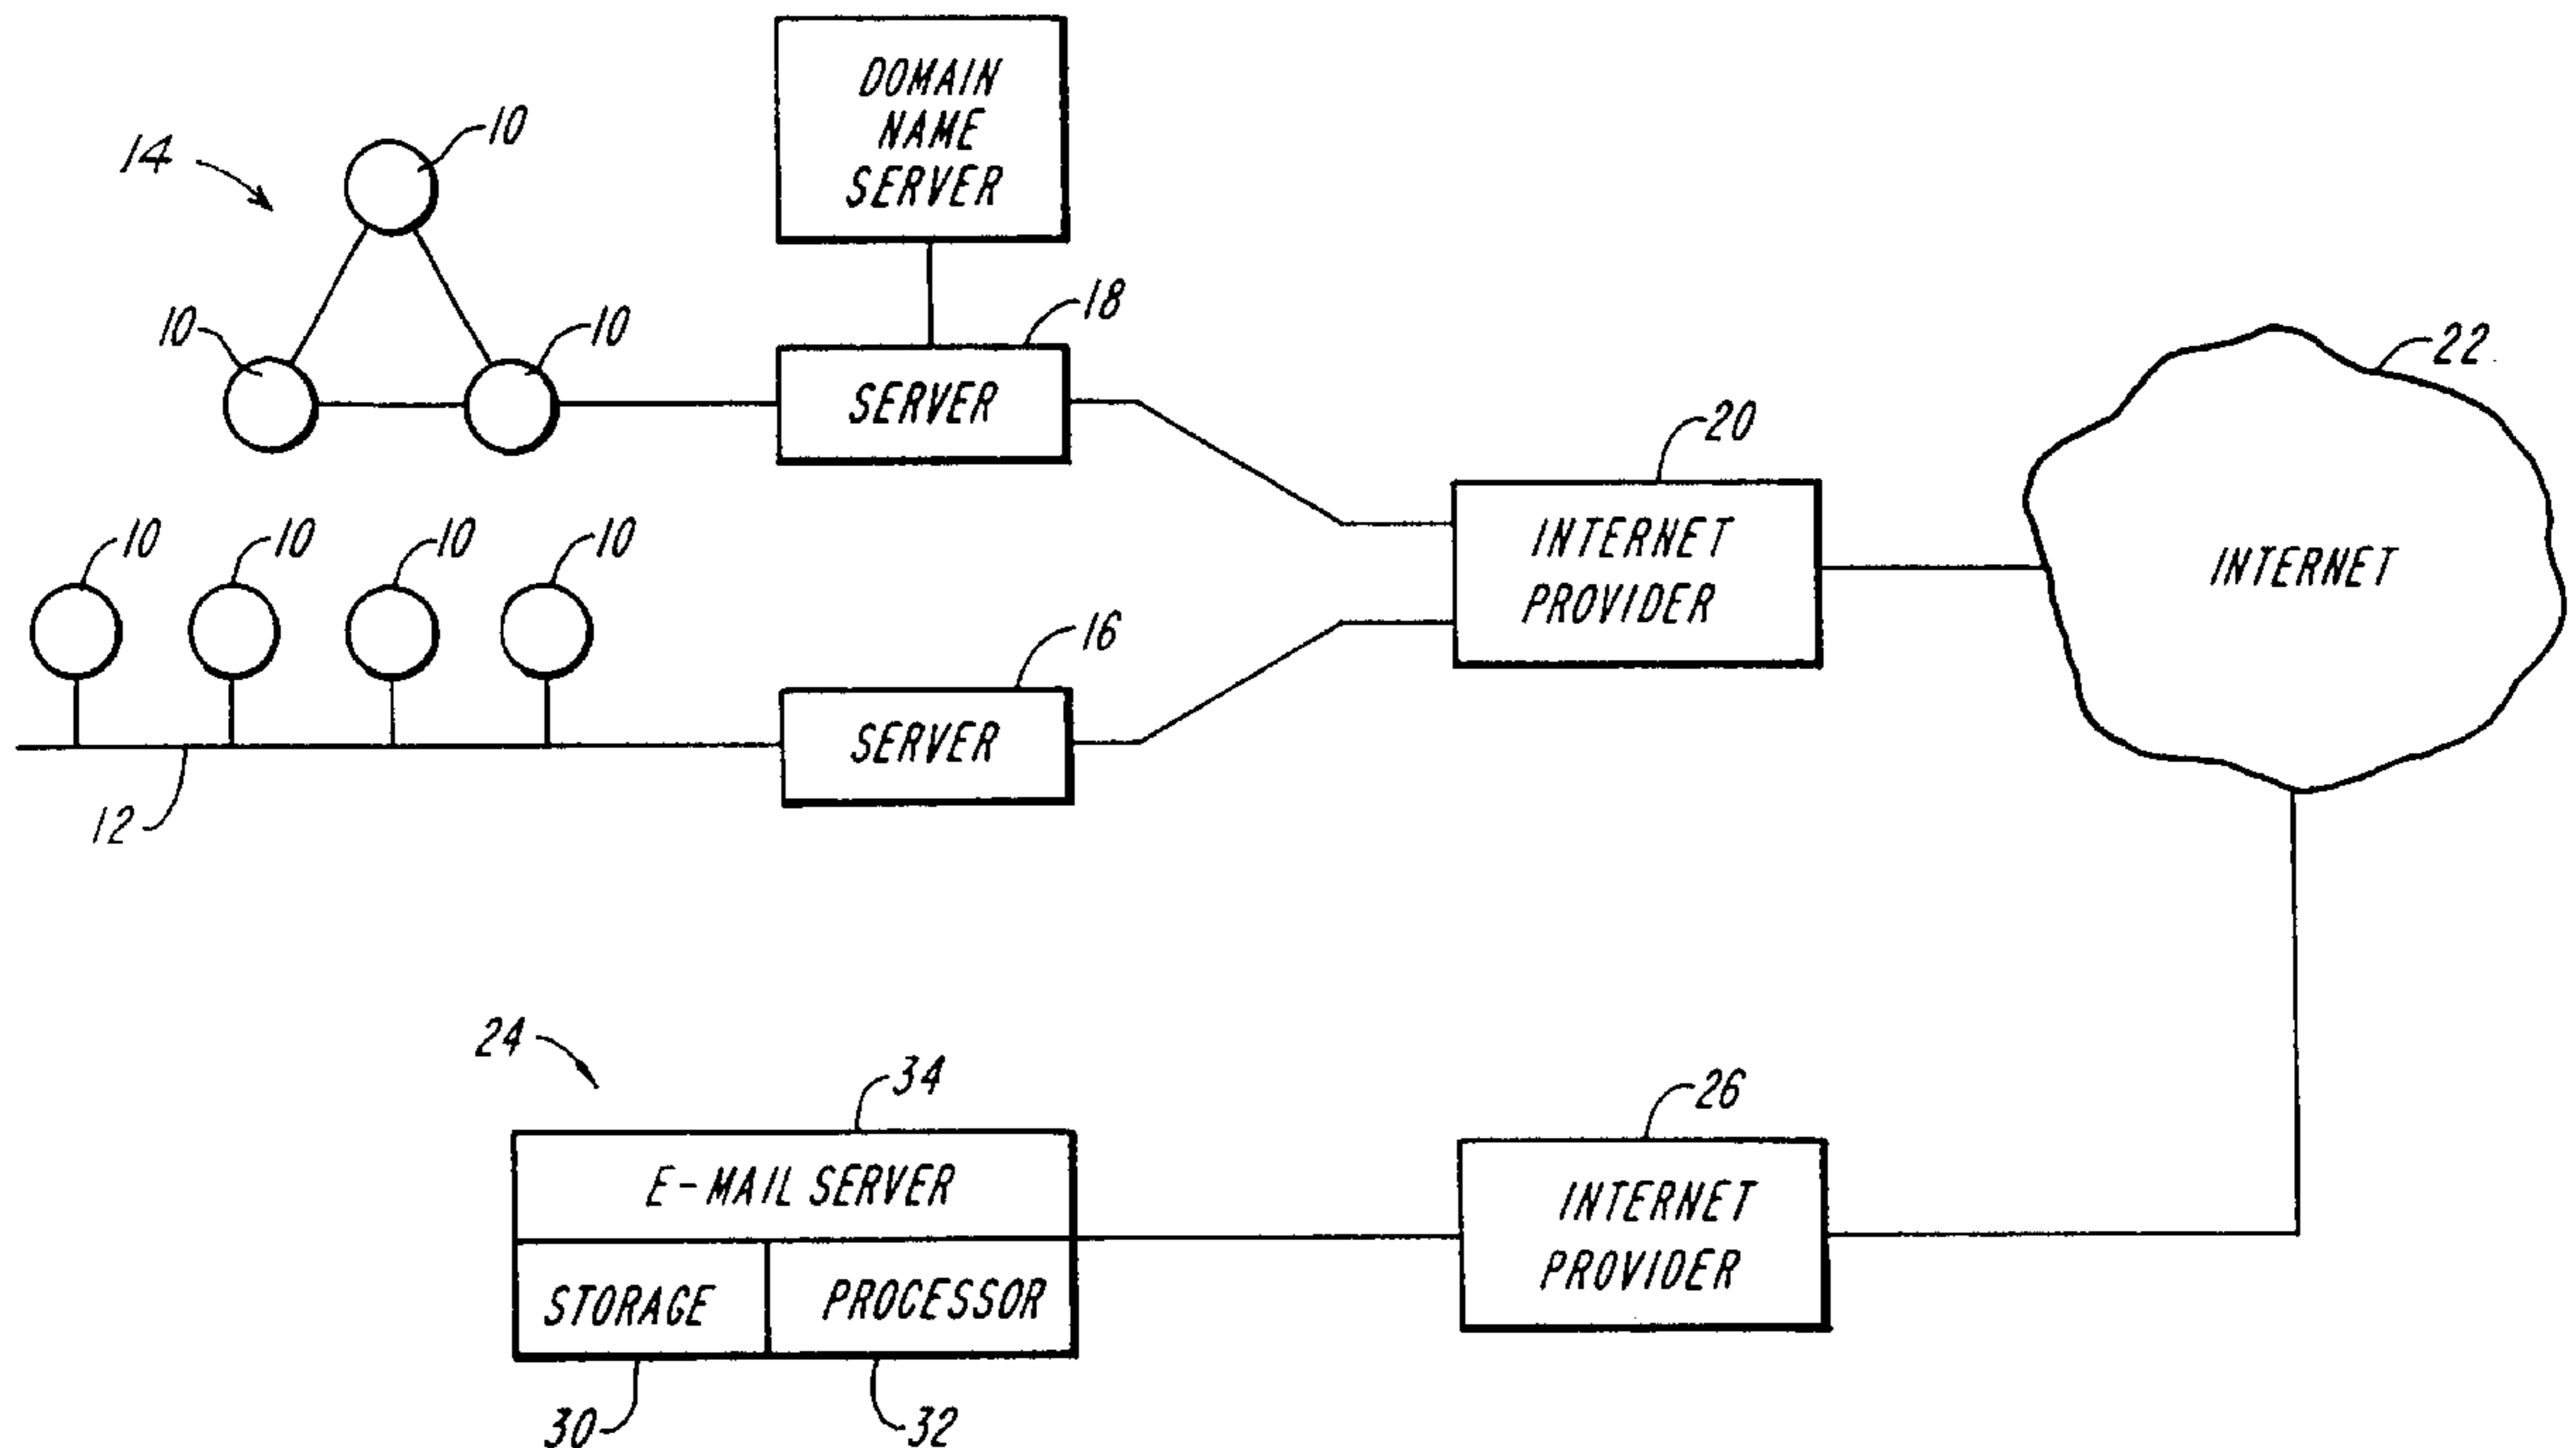 DOMAIN
NAME
SERVER
14
10
10
10
18
SERVER
22
20
INTERNET
PROVIDER
INTERNET
10
10
10
10
16
SERVER
12
24
34
E-MAIL SERVER
STORAGE
PROCESSOR
30
32
26
INTERNET
PROVIDER